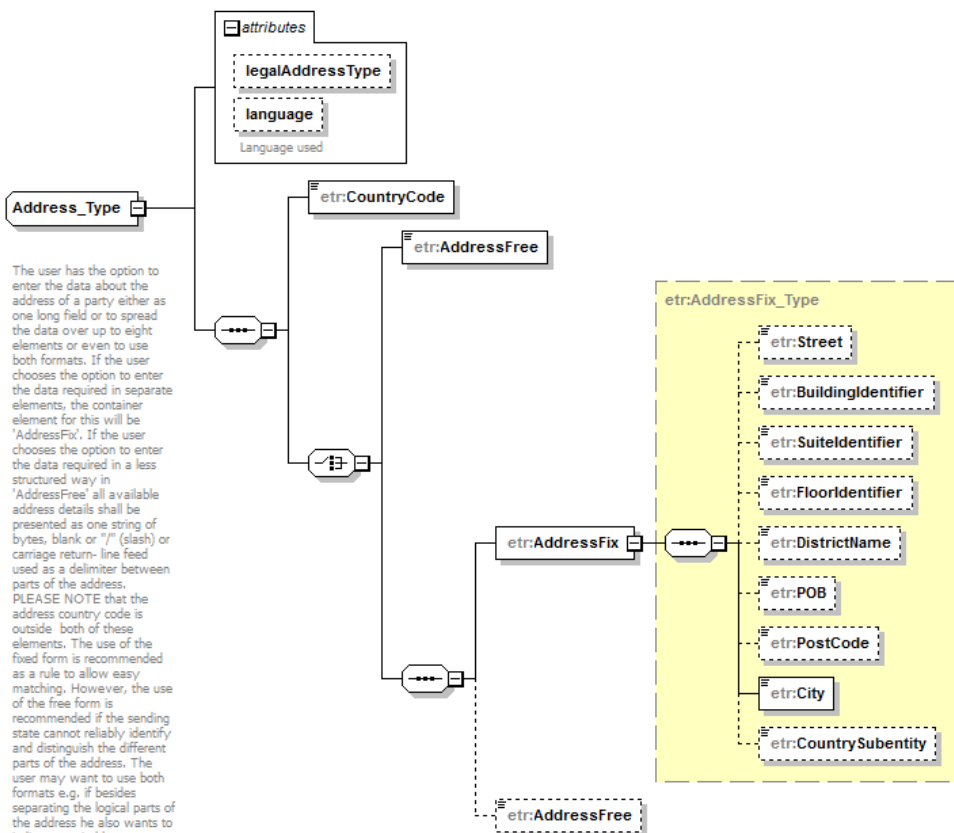 attributes
legalAddressType
language
Language used
Address_Type
etr:CountryCode
etr:AddressFree
The user has the option to
enter the data about the
address of a party either as
one long field or to spread
the data over up to eight
elements or even to use
both formats. If the user
chooses the option to enter
the data required in separate
elements, the container
element for this will be
'AddressFix'. If the user
chooses the option to enter
the data required in a less
structured way in
'AddressFree' all available
address details shall be
presented as one string of
bytes, blank or "/" (slash) or
carriage return- line feed
used as a delimiter between
parts of the address.
PLEASE NOTE that the
address country code is
outside  both of these
elements. The use of the
fixed form is recommended
as a rule to allow easy
matching. However, the use
of the free form is
recommended if the sending
state cannot reliably identify
and distinguish the different
parts of the address. The
user may want to use both
formats e.g. if besides
separating the logical parts of
the address he also wants to
etr:AddressFix_Type
etr:Street
etr:BuildingIdentifier
etr:SuiteIdentifier
etr:FloorIdentifier
etr:AddressFix
etr:DistrictName
etr:POB
etr:PostCode
etr:City
etr:CountrySubentity
etr:AddressFree